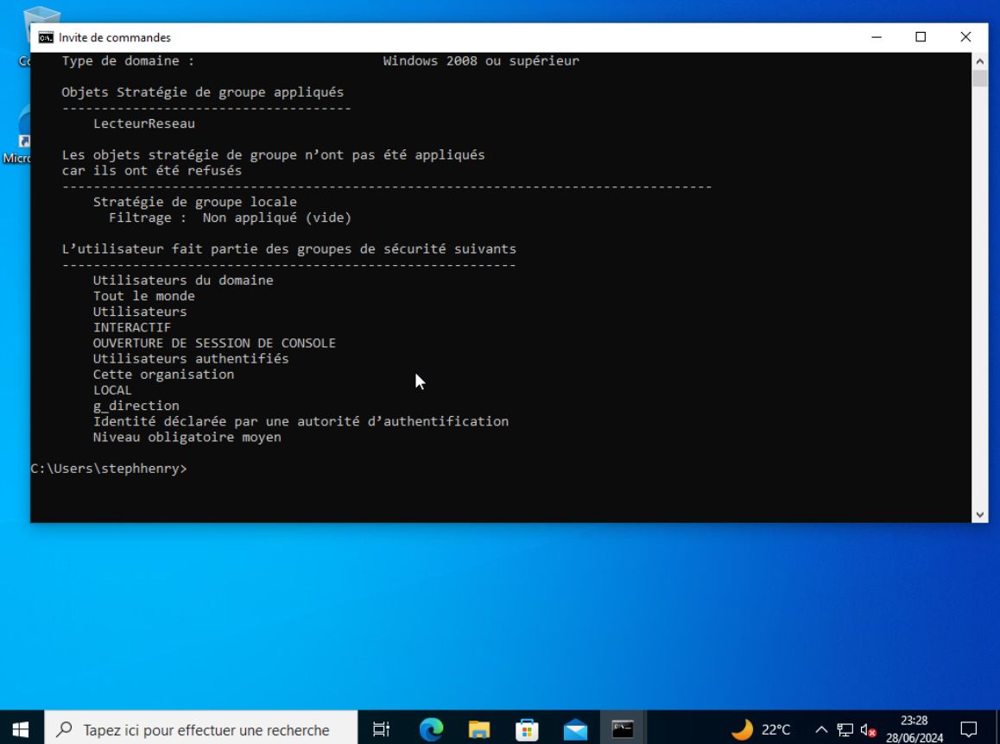 Co
Micro
Invite de commandes
Type de domaine : Windows 2008 ou supérieur
Objets Stratégie de groupe appliqués
-------------------------------------
LecteurReseau
Les objets stratégie de groupe n’ont pas été appliqués
car ils ont été refusés
-----------------------------------------------------------------------------------
Stratégie de groupe locale
Filtrage : Non appliqué (vide)
L’utilisateur fait partie des groupes de sécurité suivants
----------------------------------------------------------
Utilisateurs du domaine
Tout le monde
Utilisateurs
INTERACTIF
OUVERTURE DE SESSION DE CONSOLE
Utilisateurs authentifiés
Cette organisation
LOCAL
g_direction
Identité déclarée par une autorité d’authentification
Niveau obligatoire moyen
C:\Users\stephhenry>
Tapez ici pour effectuer une recherche
22°C
23:28
28/06/2024